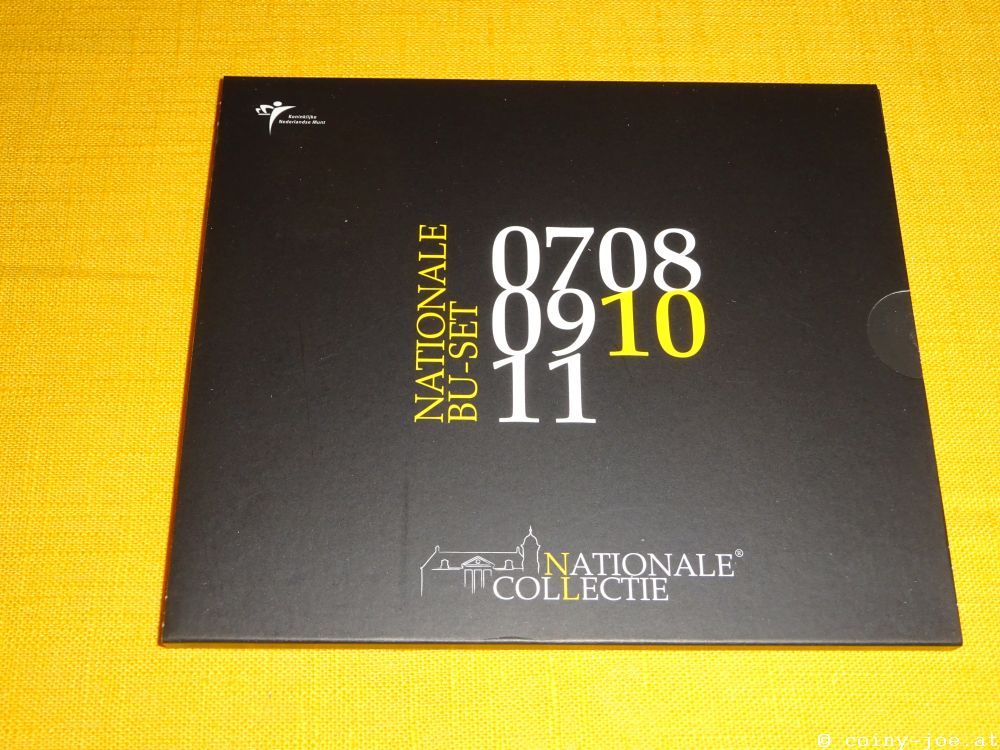 Koninklijke
Nederlandse Munt
NATIONALE
BU-SET
0708
0910
11
NATIONALE®
COLLECTIE
© coiny-joe.at